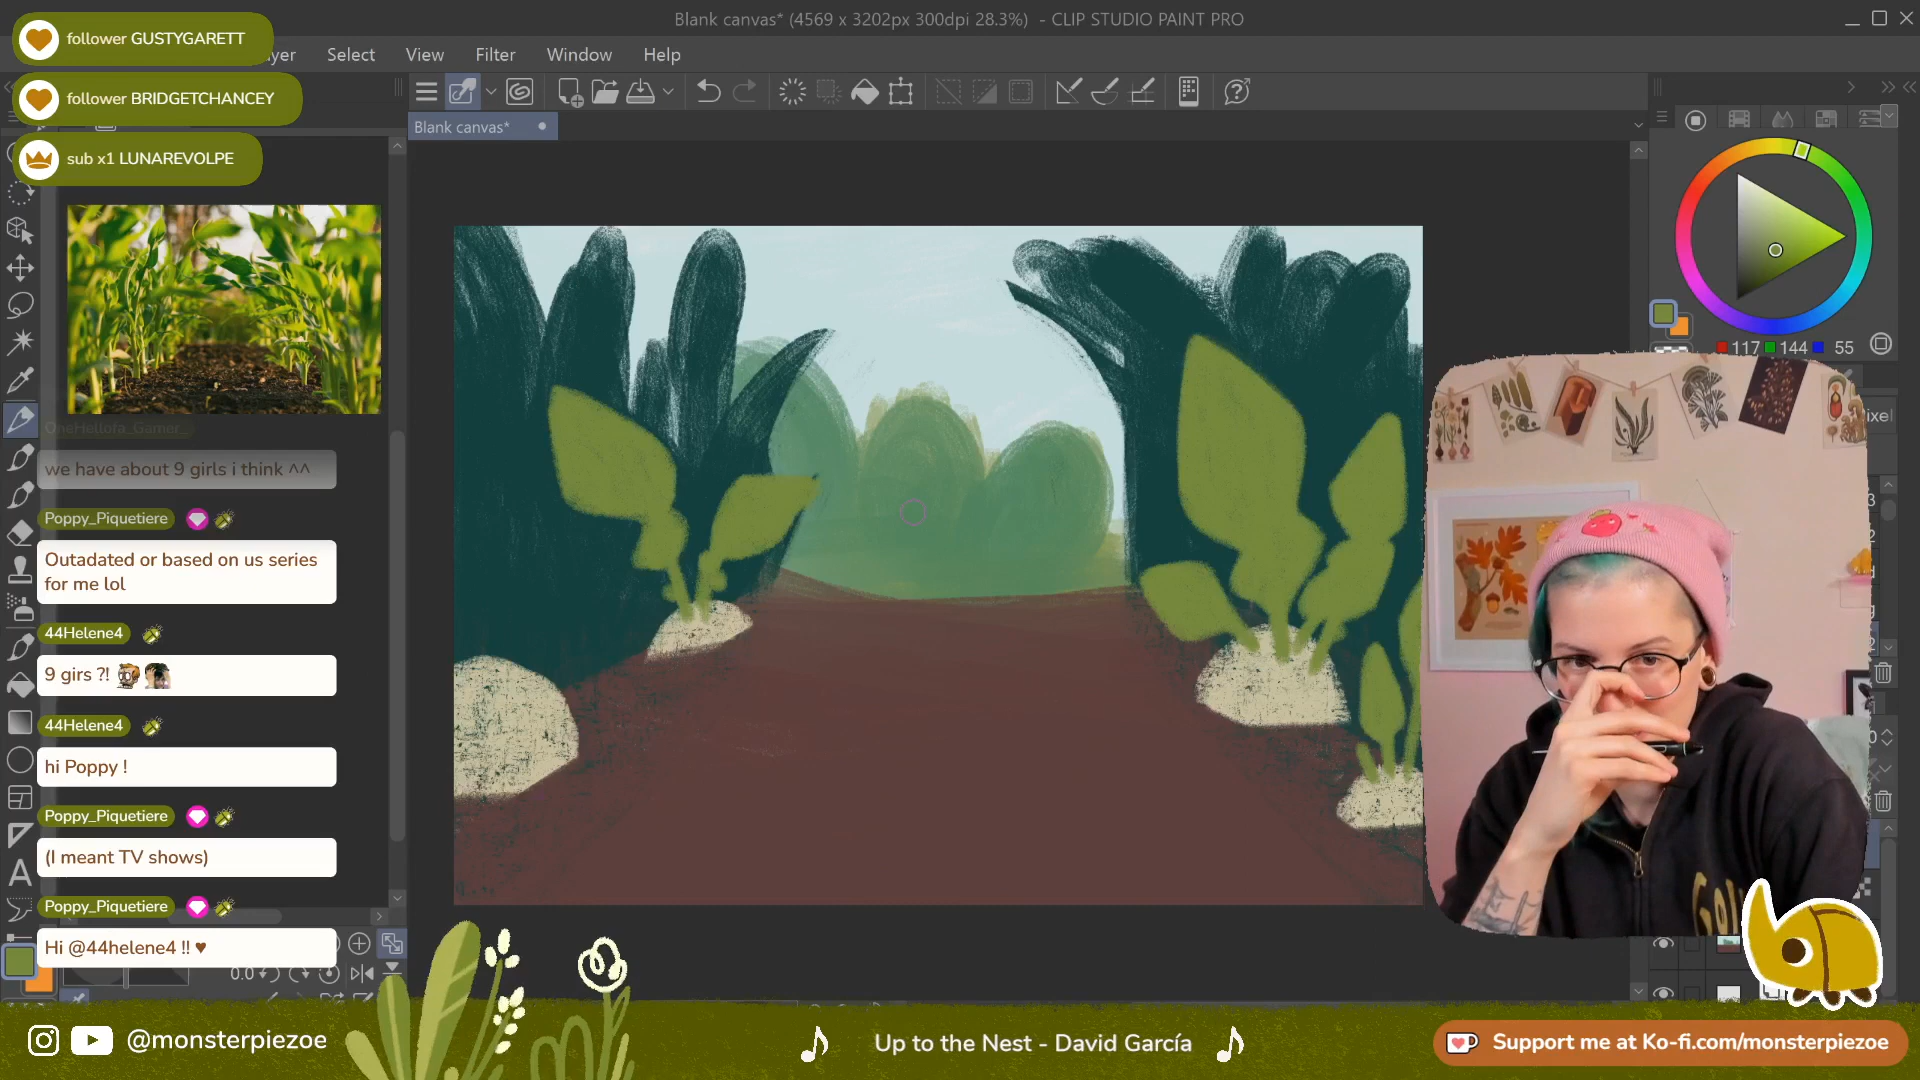 Blank canvas* (4569 x 3202px 300dpi 28.3%) - CLIP STUDIO PAINT PRO
follower GUSTYGARETT
Select View Filter Window Help
follower BRIDGETCHANCEY
Blank canvas*
sub x1 LUNAREVOLPE
117 144 55
OneHellofa_Gamer_
we have about 9 girls i think ^^
Poppy_Piquetiere
Outadated or based on us series
for me lol
44Helene4
9 girs ?!
44Helene4
hi Poppy !
Poppy_Piquetiere
(I meant TV shows)
Poppy_Piquetiere
Hi @44helene4 !! ♥
0.0
@monsterpiezoe
Up to the Nest - David García
Support me at Ko-fi.com/monsterpiezoe